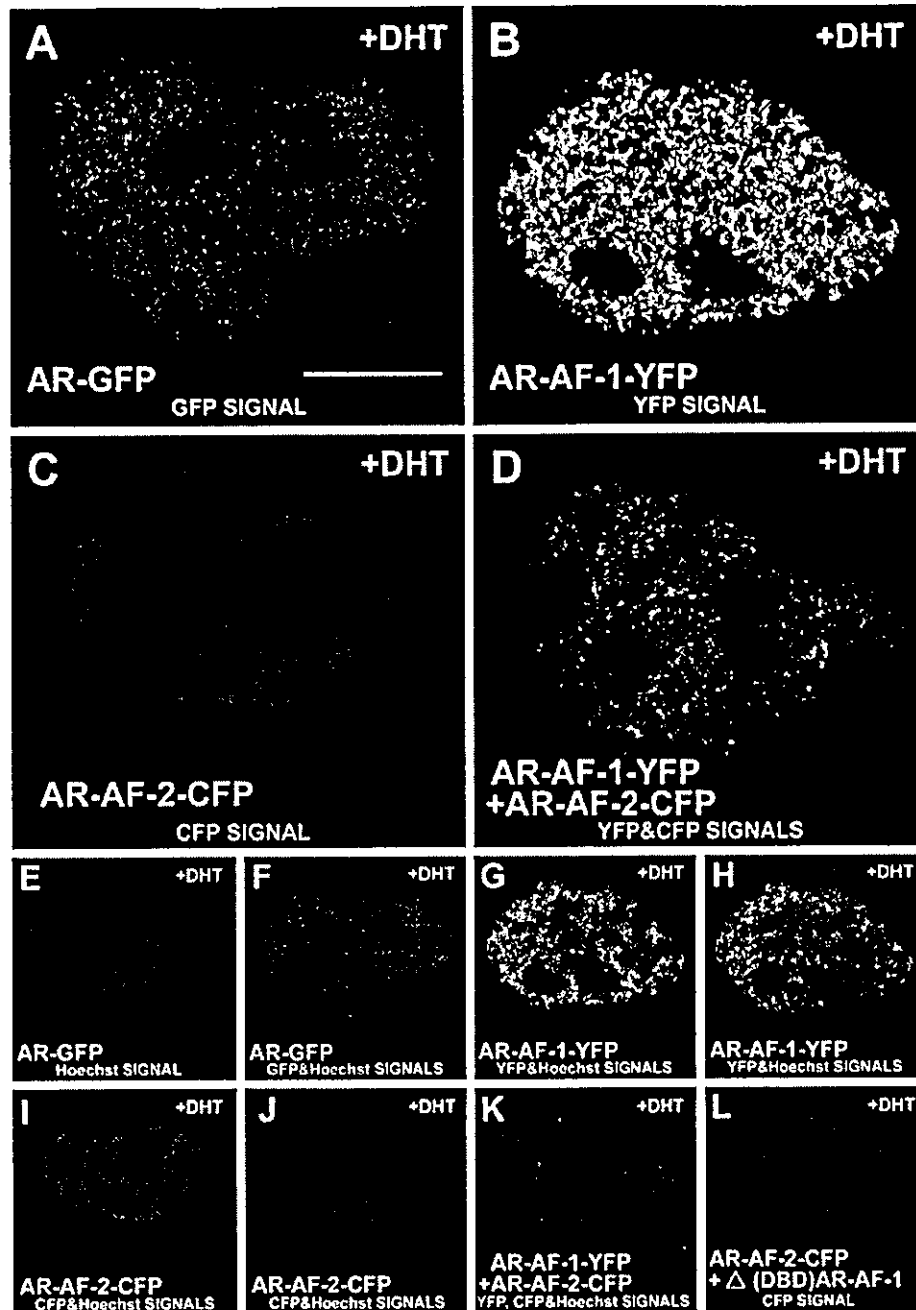 A +DHT
AR-GFP
GFP SIGNAL
B +DHT
AR-AF-1-YFP
YFP SIGNAL
C +DHT
AR-AF-2-CFP
CFP SIGNAL
D +DHT
AR-AF-1-YFP
+AR-AF-2-CFP
YFP&CFP SIGNALS
E +DHT
AR-GFP
Hoechst SIGNAL
F +DHT
AR-GFP
GFP&Hoechst SIGNALS
G +DHT
AR-AF-1-YFP
YFP&Hoechst SIGNALS
H +DHT
AR-AF-1-YFP
YFP&Hoechst SIGNALS
I +DHT
AR-AF-2-CFP
CFP&Hoechst SIGNALS
J +DHT
AR-AF-2-CFP
CFP&Hoechst SIGNALS
K +DHT
AR-AF-1-YFP
+AR-AF-2-CFP
YFP, CFP&Hoechst SIGNALS
L +DHT
AR-AF-2-CFP
+ △ (DBD)AR-AF-1
CFP SIGNAL